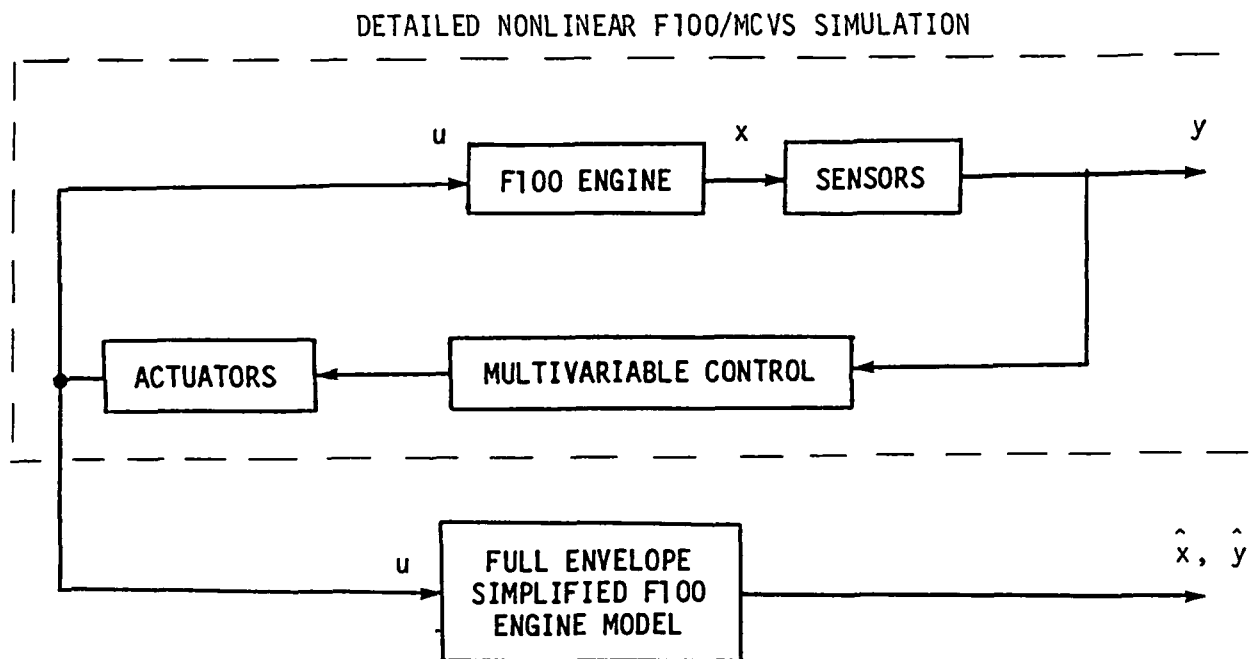 DETAILED NONLINEAR F100/MCVS SIMULATION
u
x
y
F100 ENGINE
SENSORS
ACTUATORS
MULTIVARIABLE CONTROL
u
FULL ENVELOPE
SIMPLIFIED F100
ENGINE MODEL
x̂, ŷ